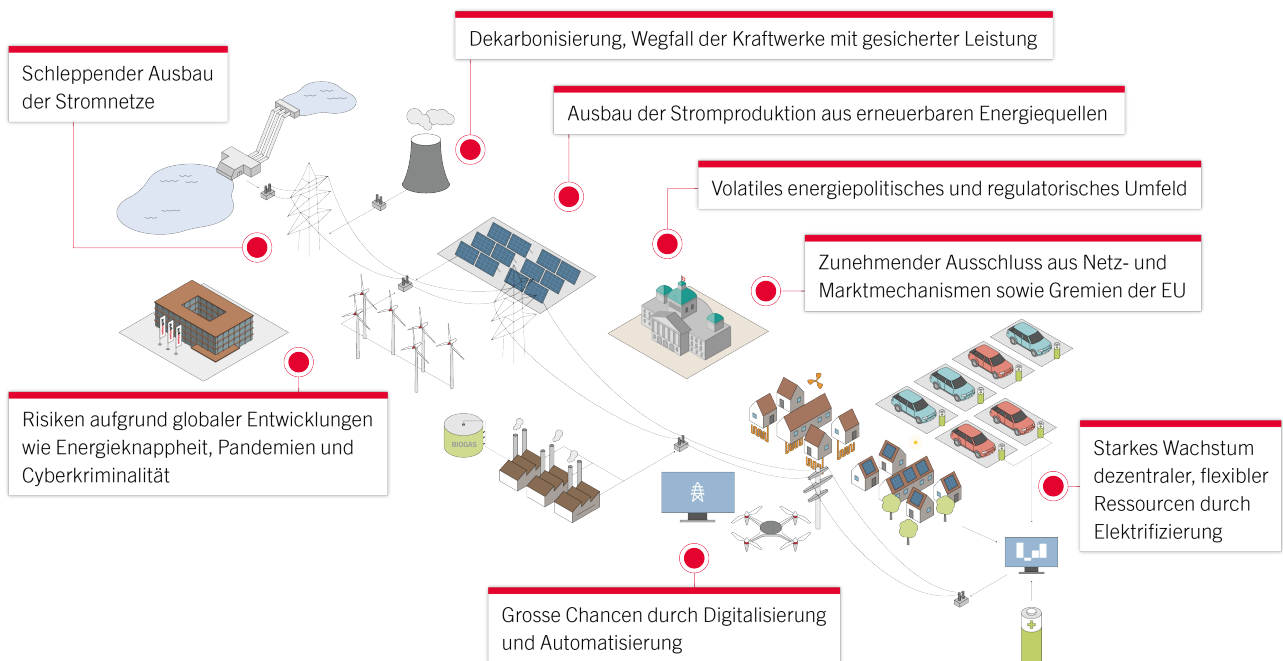 Dekarbonisierung, Wegfall der Kraftwerke mit gesicherter Leistung
Schleppender Ausbau
der Stromnetze
Ausbau der Stromproduktion aus erneuerbaren Energiequellen
Volatiles energiepolitisches und regulatorisches Umfeld
Zunehmender Ausschluss aus Netz- und
Marktmechanismen sowie Gremien der EU
Risiken aufgrund globaler Entwicklungen
wie Energieknappheit, Pandemien und
Cyberkriminalität
BIOGAS
Starkes Wachstum
dezentraler, flexibler
Ressourcen durch
Elektrifizierung
Grosse Chancen durch Digitalisierung
und Automatisierung